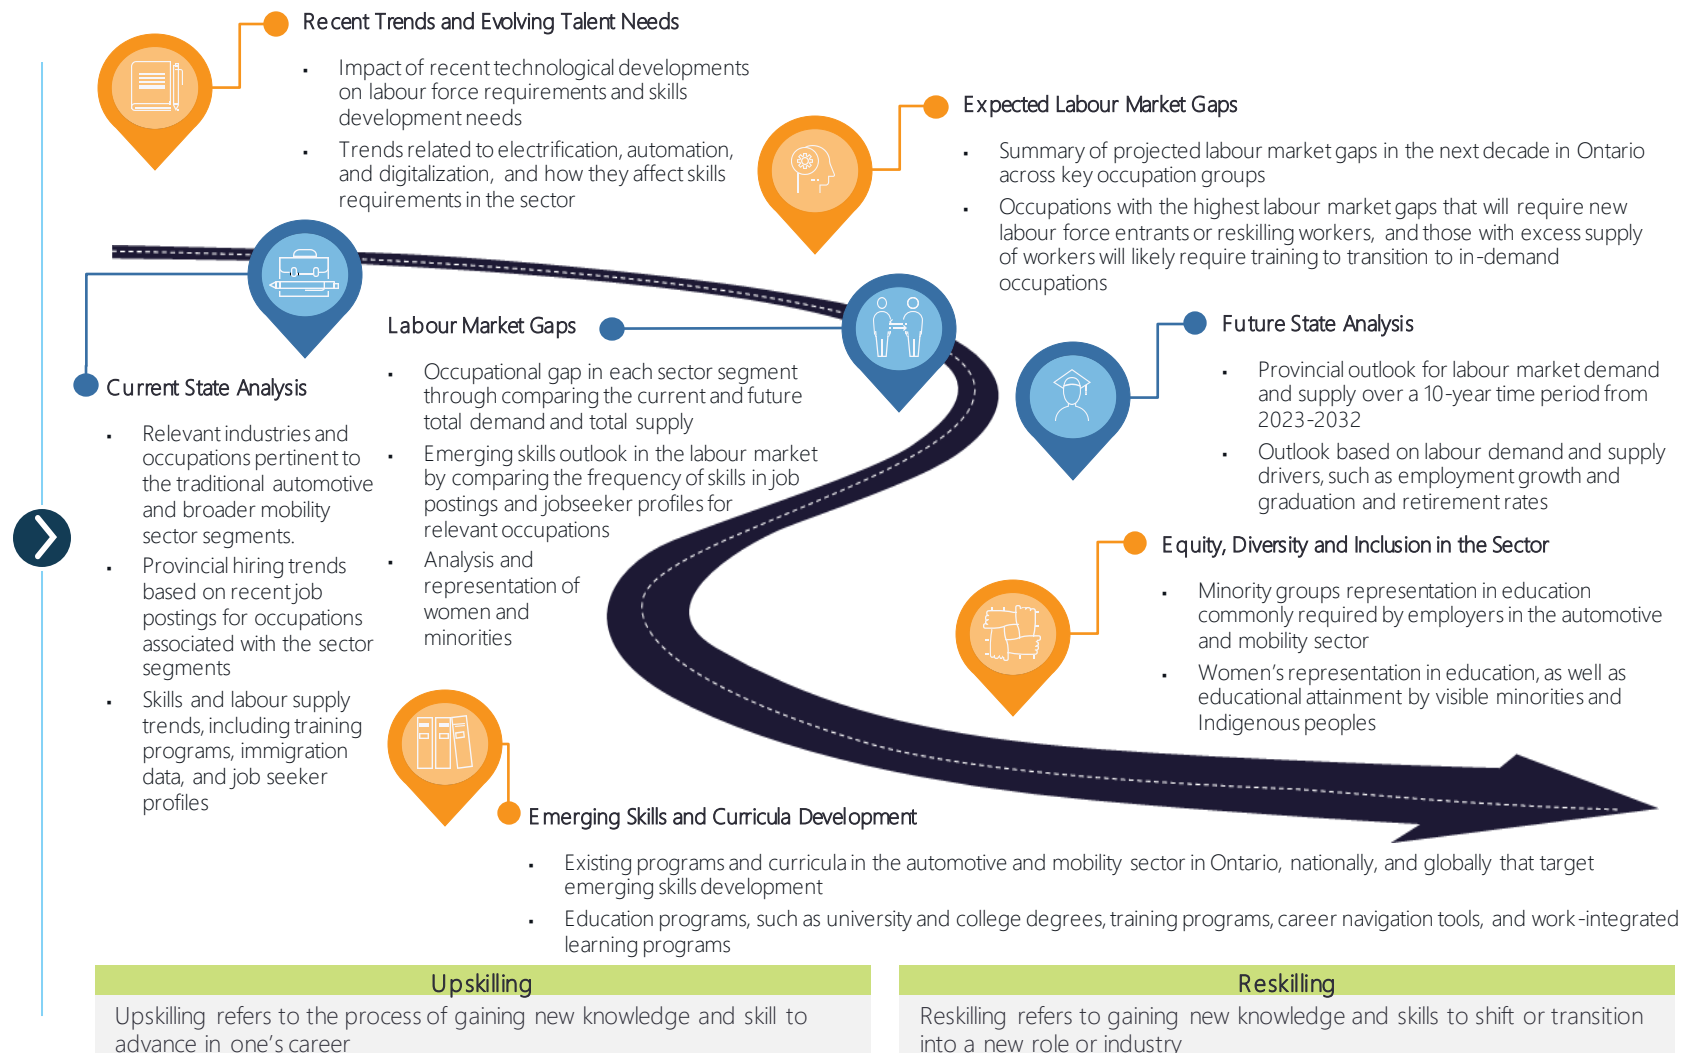 Recent Trends and Evolving Talent Needs
▪ Impact of recent technological developments
on labour force requirements and skills
development needs
▪ Trends related to electrification, automation,
and digitalization, and how they affect skills
requirements in the sector
Expected Labour Market Gaps
▪ Summary of projected labour market gaps in the next decade in Ontario
across key occupation groups
▪ Occupations with the highest labour market gaps that will require new
labour force entrants or reskilling workers, and those with excess supply
of workers will likely require training to transition to in-demand
occupations
Current State Analysis
▪ Relevant industries and
occupations pertinent to
the traditional automotive
and broader mobility
sector segments.
▪ Provincial hiring trends
based on recent job
postings for occupations
associated with the sector
segments
▪ Skills and labour supply
trends, including training
programs, immigration
data, and job seeker
profiles
Labour Market Gaps
▪ Occupational gap in each sector segment
through comparing the current and future
total demand and total supply
▪ Emerging skills outlook in the labour market
by comparing the frequency of skills in job
postings and jobseeker profiles for
relevant occupations
▪ Analysis and
representation of
women and
minorities
Future State Analysis
▪ Provincial outlook for labour market demand
and supply over a 10-year time period from
2023-2032
▪ Outlook based on labour demand and supply
drivers, such as employment growth and
graduation and retirement rates
Equity, Diversity and Inclusion in the Sector
▪ Minority groups representation in education
commonly required by employers in the automotive
and mobility sector
▪ Women's representation in education, as well as
educational attainment by visible minorities and
Indigenous peoples
Emerging Skills and Curricula Development
▪ Existing programs and curricula in the automotive and mobility sector in Ontario, nationally, and globally that target
emerging skills development
▪ Education programs, such as university and college degrees, training programs, career navigation tools, and work-integrated
learning programs
Upskilling
Upskilling refers to the process of gaining new knowledge and skill to
advance in one's career
Reskilling
Reskilling refers to gaining new knowledge and skills to shift or transition
into a new role or industry